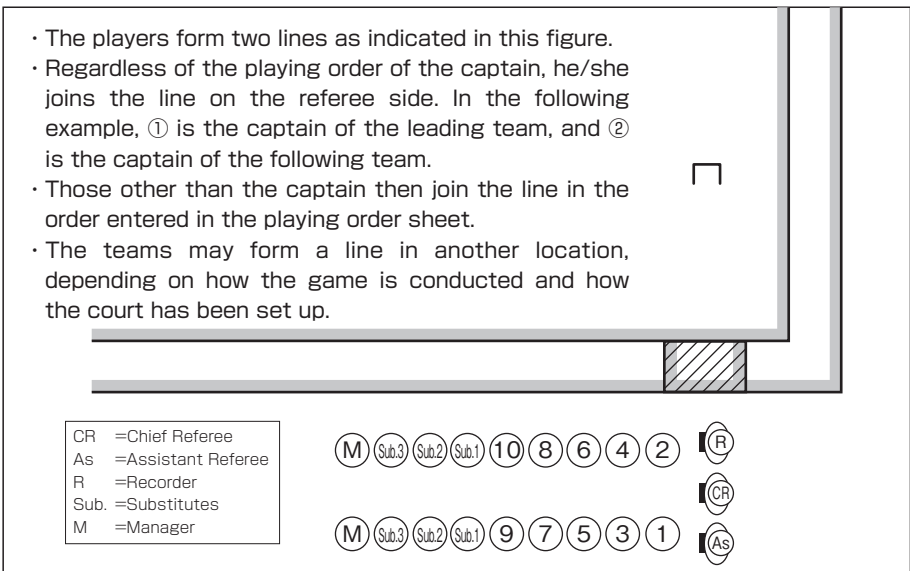 · The players form two lines as indicated in this figure.
· Regardless of the playing order of the captain, he/she
joins the line on the referee side. In the following
example, ① is the captain of the leading team, and ②
is the captain of the following team.
· Those other than the captain then join the line in the
order entered in the playing order sheet.
· The teams may form a line in another location,
depending on how the game is conducted and how
the court has been set up.
CR =Chief Referee
As =Assistant Referee
R =Recorder
Sub. =Substitutes
M =Manager
M Sub.3 Sub.2 Sub.1 10 8 6 4 2 R
CR
M Sub.3 Sub.2 Sub.1 9 7 5 3 1 As